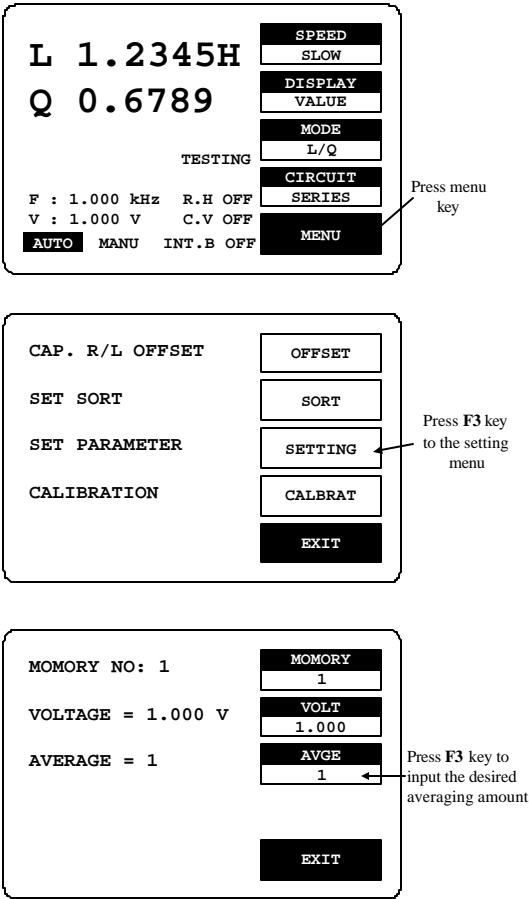 L 1.2345H
Q 0.6789
TESTING
F : 1.000 kHz R.H OFF
V : 1.000 V C.V OFF
AUTO MANU INT.B OFF
SPEED
SLOW
DISPLAY
VALUE
MODE
L/Q
CIRCUIT
SERIES
MENU
Press menu
key
CAP. R/L OFFSET
OFFSET
SET SORT
SORT
SET PARAMETER
SETTING
CALIBRATION
CALBRAT
EXIT
Press F3 key
to the setting
menu
MOMORY NO: 1
MOMORY
1
VOLTAGE = 1.000 V
VOLT
1.000
AVERAGE = 1
AVGE
1
EXIT
Press F3 key to
input the desired
averaging amount